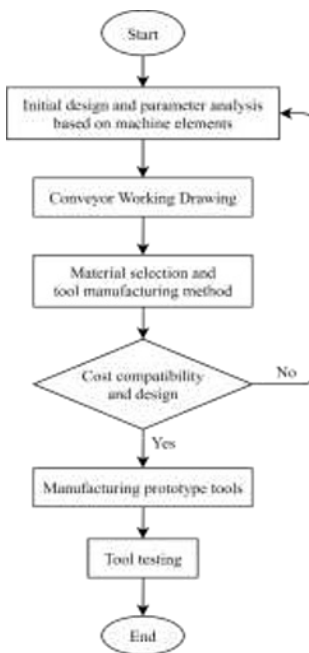 Start
Initial design and parameter analysis
based on machine elements
Conveyor Working Drawing
Material selection and
tool manufacturing method
Cost compatibility
and design
No
Yes
Manufacturing prototype tools
Tool testing
End